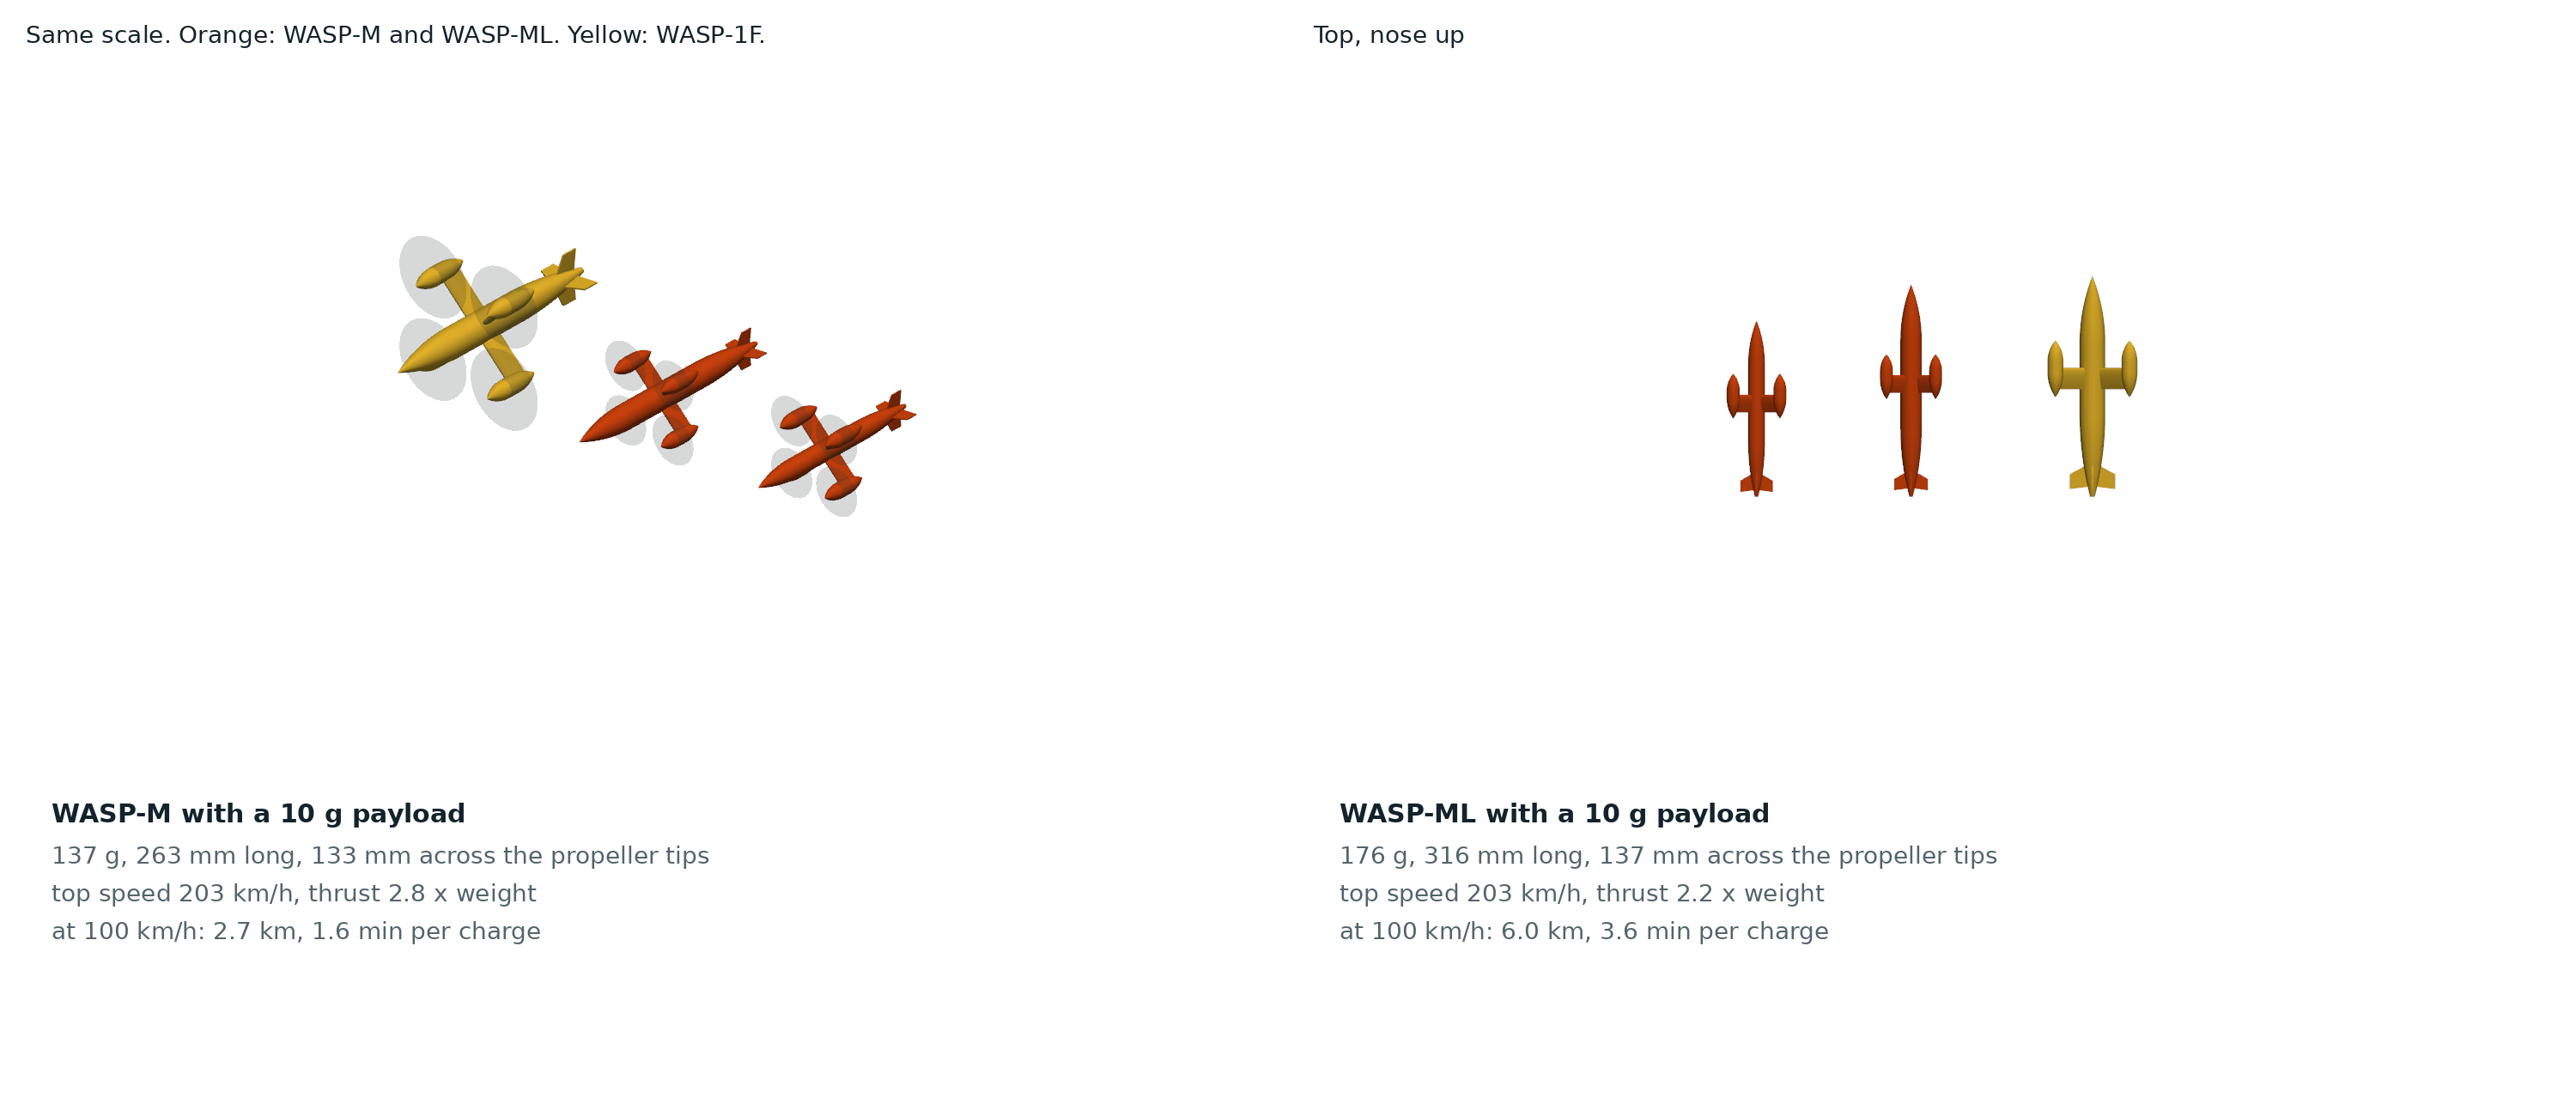 Same scale. Orange: WASP-M and WASP-ML. Yellow: WASP-1F.
Top, nose up
WASP-M with a 10 g payload
137 g, 263 mm long, 133 mm across the propeller tips
top speed 203 km/h, thrust 2.8 x weight
at 100 km/h: 2.7 km, 1.6 min per charge
WASP-ML with a 10 g payload
176 g, 316 mm long, 137 mm across the propeller tips
top speed 203 km/h, thrust 2.2 x weight
at 100 km/h: 6.0 km, 3.6 min per charge